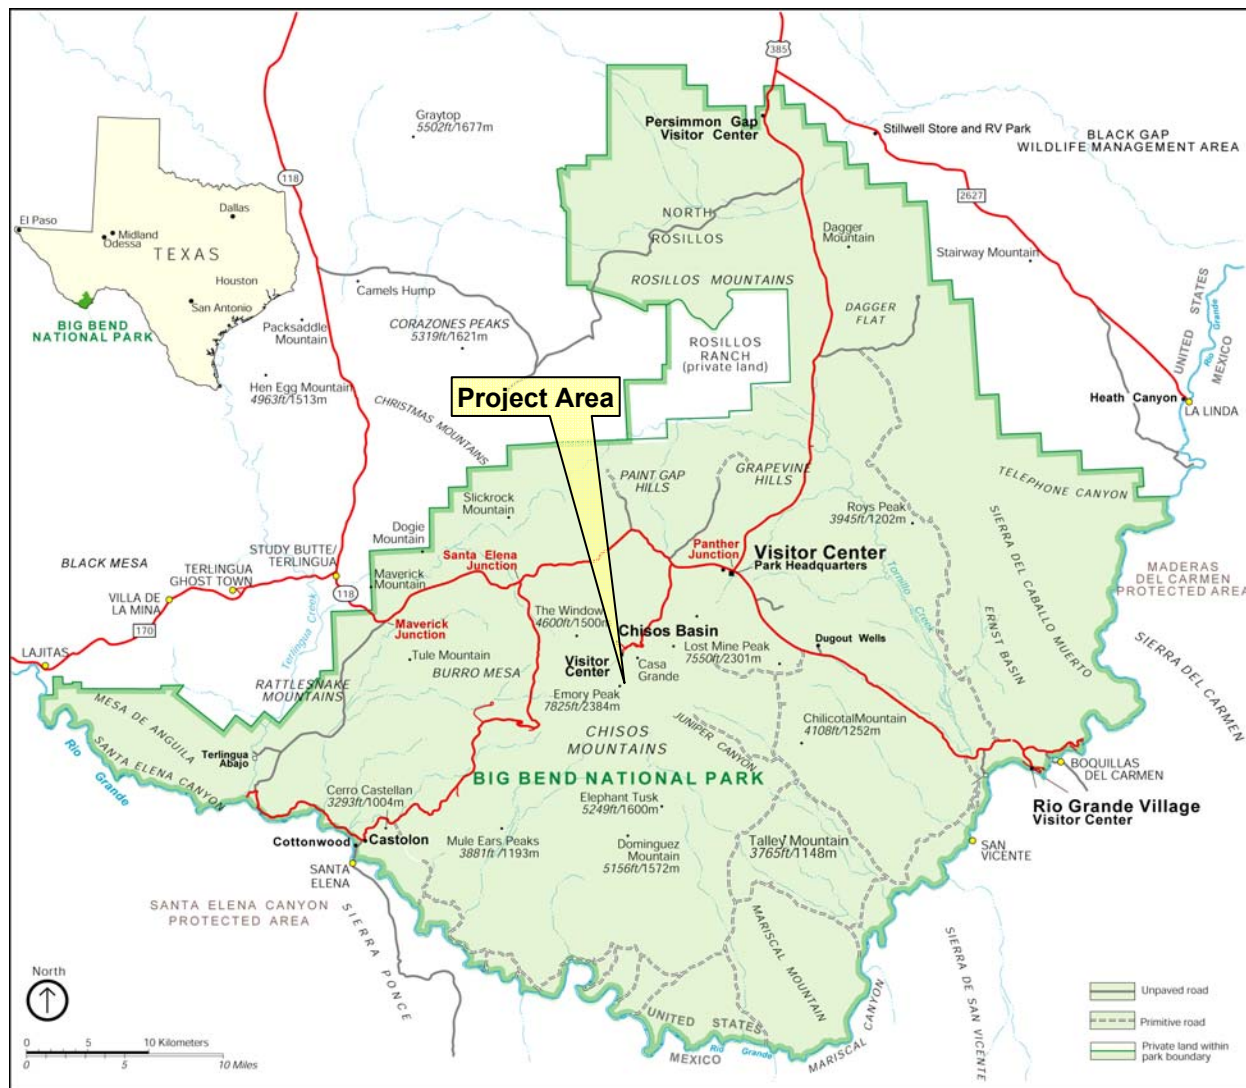 385
Persimmon Gap
Visitor Center
Stillwell Store and RV Park
BLACK GAP
WILDLIFE MANAGEMENT AREA
Graytop
5502ft/1677m
118
2627
El Paso
Dallas
Midland
Odessa
TEXAS
Houston
San Antonio
BIG BEND
NATIONAL PARK
NORTH
ROSILLOS
Dagger
Mountain
Stairway Mountain
ROSILLOS MOUNTAINS
Camels Hump
DAGGER
FLAT
UNITED STATES
Rio Grande
MEXICO
Packsaddle
Mountain
CORAZONES PEAKS
5319ft/1621m
ROSILLOS
RANCH
(private land)
Hen Egg Mountain
4963ft/1513m
Project Area
CHRISTMAS MOUNTAINS
Heath Canyon
LA LINDA
PAINT GAP
HILLS
GRAPEVINE
HILLS
TELEPHONE CANYON
Slickrock
Mountain
Roys Peak
3945ft/1202m
SIERRA DEL CABALLO MUERTO
Dogie
Mountain
BLACK MESA
STUDY BUTTE/
TERLINGUA
Santa Elena
Junction
Panther
Junction
Visitor Center
Park Headquarters
Tornillo Creek
MADERAS
DEL CARMEN
PROTECTED AREA
TERLINGUA
GHOST TOWN
Maverick
Mountain
VILLA DE
LA MINA
118
170
Terlingua Creek
Maverick
Junction
The Window
4600ft/1500m
Chisos Basin
ERNST BASIN
SIERRA DEL CARMEN
LAJITAS
Tule Mountain
BURRO MESA
Visitor
Center
Casa
Grande
Lost Mine Peak
7550ft/2301m
Dugout Wells
RATTLESNAKE
MOUNTAINS
Emory Peak
7825ft/2384m
MESA DE ANGUILA
CHISOS
MOUNTAINS
JUNIPER CANYON
Chilicotal Mountain
4108ft/1252m
Rio Grande
SANTA ELENA CANYON
Terlingua
Abajo
BIG BEND NATIONAL PARK
BOQUILLAS
DEL CARMEN
Cerro Castellan
3293ft/1004m
Elephant Tusk
5249ft/1600m
Rio Grande Village
Visitor Center
Cottonwood
Castolon
Mule Ears Peaks
3881ft/1193m
Dominguez
Mountain
5156ft/1572m
Talley Mountain
3765ft/1148m
SAN
VICENTE
SANTA
ELENA
SANTA ELENA CANYON
PROTECTED AREA
SIERRA PONCE
MARISCAL MOUNTAIN
MARISCAL CANYON
SIERRA DE SAN VICENTE
UNITED STATES
MEXICO
Rio Grande
North
0 5 10 Kilometers
0 5 10 Miles
Unpaved road
Primitive road
Private land within
park boundary